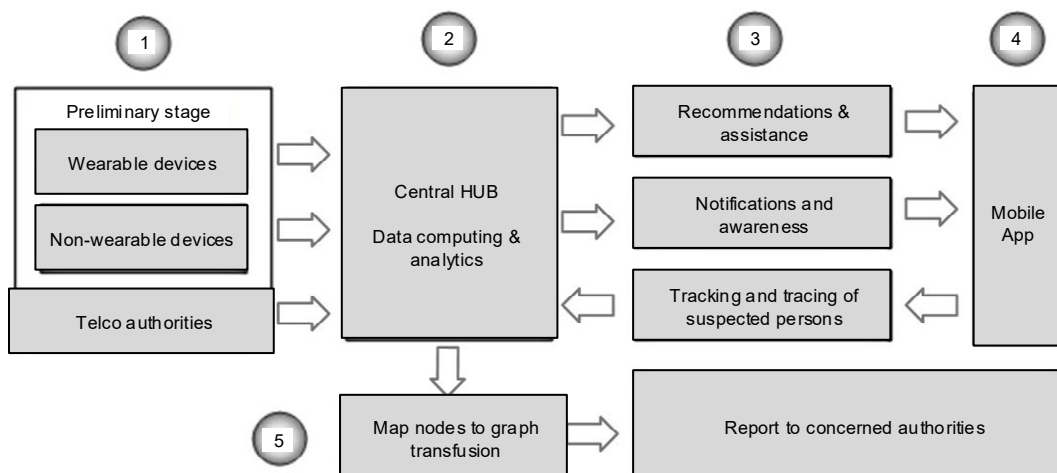 1
2
3
4
Preliminary stage
Wearable devices
Non-wearable devices
Telco authorities
Central HUB
Data computing &
analytics
Recommendations &
assistance
Notifications and
awareness
Tracking and tracing of
suspected persons
Mobile
App
5
Map nodes to graph
transfusion
Report to concerned authorities